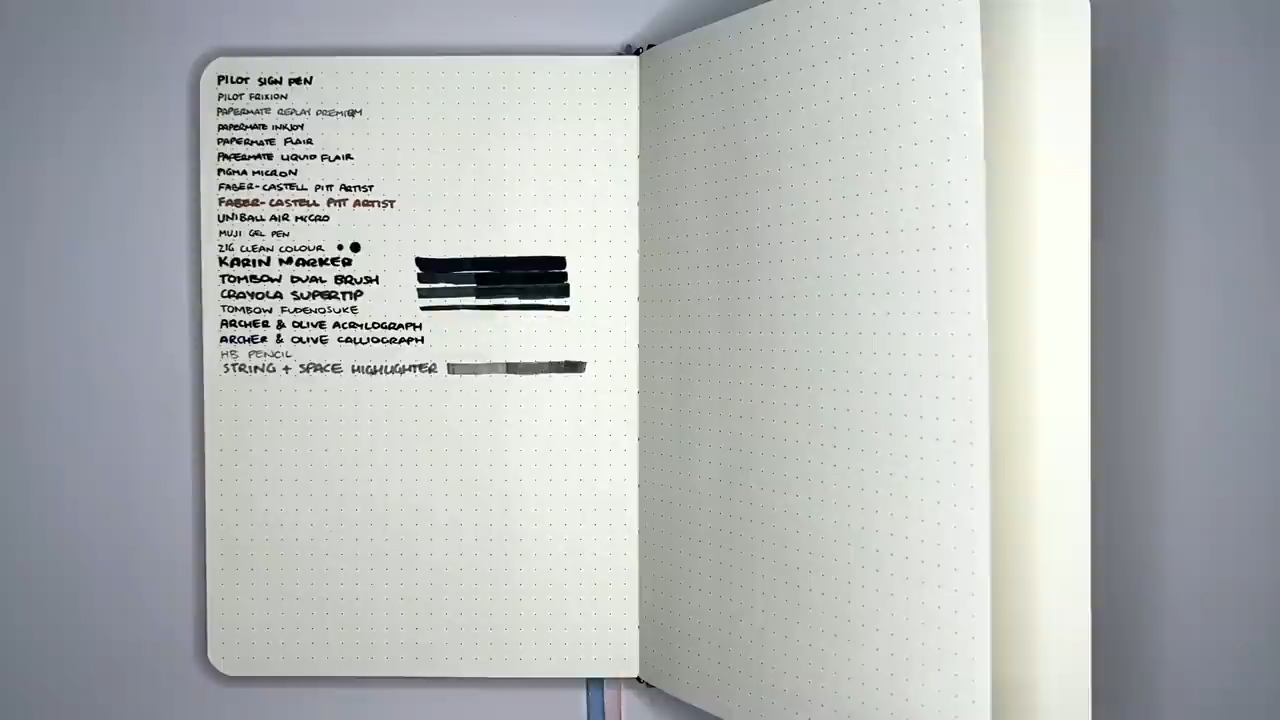 PILOT SIGN PEN
PILOT FRIXION
PAPERMATE REPLAY PREMIUM
PAPERMATE INKJOY
PAPERMATE FLAIR
PAPERMATE LIQUID FLAIR
PIGMA MICRON
FABER-CASTELL PITT ARTIST
FABER-CASTELL PITT ARTIST
UNIBALL AIR MICRO
MUJI GEL PEN
ZIG CLEAN COLOUR
KARIN MARKER
TOMBOW DUAL BRUSH
CRAYOLA SUPERTIP
TOMBOW FUDENOSUKE
ARCHER & OLIVE ACRYLOGRAPH
ARCHER & OLIVE CALLIOGRAPH
HB PENCIL
STRING + SPACE HIGHLIGHTER